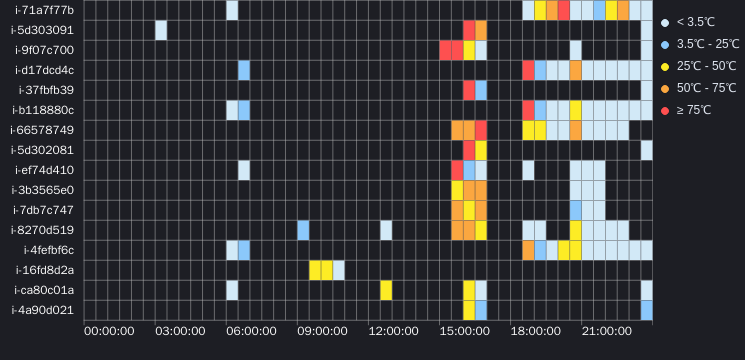 i-71a7f77b
i-5d303091
i-9f07c700
i-d17dcd4c
i-37fbfb39
i-b118880c
i-66578749
i-5d302081
i-ef74d410
i-3b3565e0
i-7db7c747
i-8270d519
i-4fefbf6c
i-16fd8d2a
i-ca80c01a
i-4a90d021
00:00:00 03:00:00 06:00:00 09:00:00 12:00:00 15:00:00 18:00:00 21:00:00
< 3.5℃
3.5℃ - 25℃
25℃ - 50℃
50℃ - 75℃
≥ 75℃